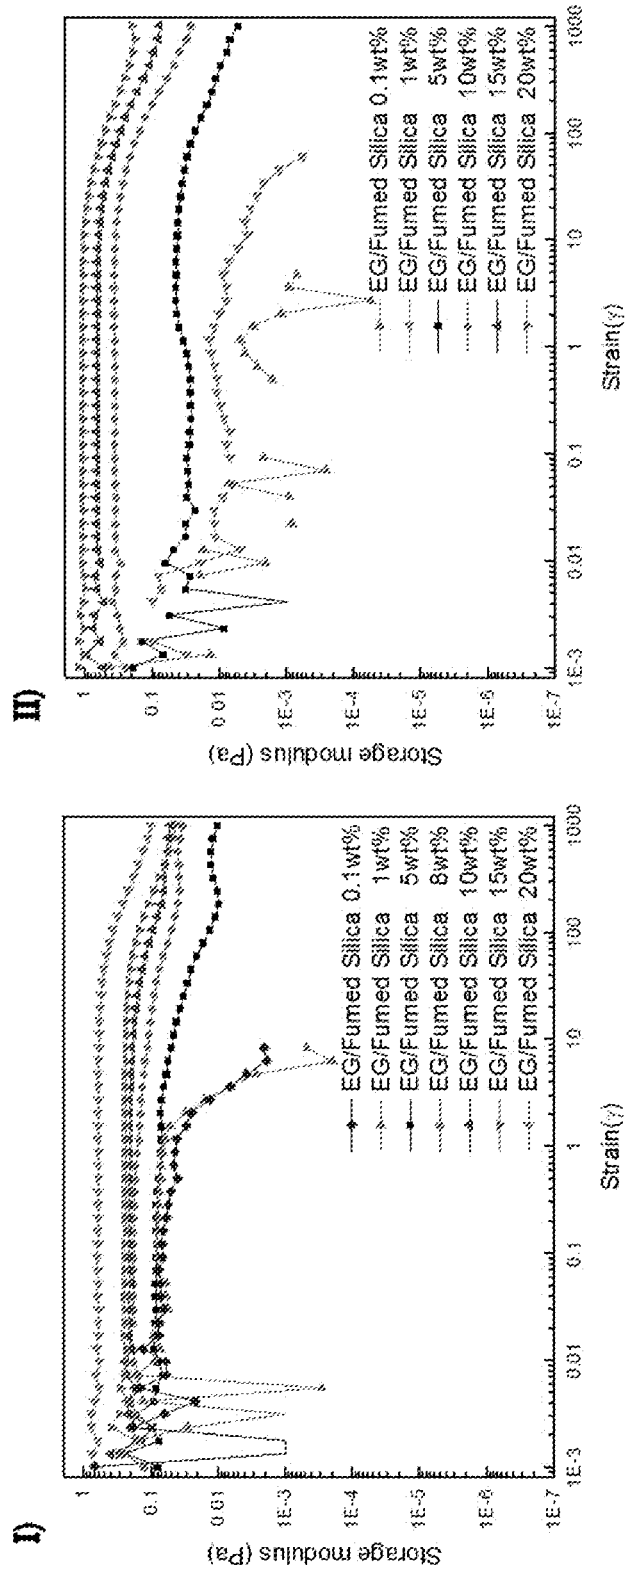 I)
Storage modulus (Pa)
1
0.1
0.01
1E-3
1E-4
1E-5
1E-6
1E-7
EG/Fumed Silica 0.1wt%
EG/Fumed Silica 1wt%
EG/Fumed Silica 5wt%
EG/Fumed Silica 8wt%
EG/Fumed Silica 10wt%
EG/Fumed Silica 15wt%
EG/Fumed Silica 20wt%
1E-3
0.01
0.1
1
10
100
1000
Strain(γ)
II)
Storage modulus (Pa)
1
0.1
0.01
1E-3
1E-4
1E-5
1E-6
1E-7
EG/Fumed Silica 0.1wt%
EG/Fumed Silica 1wt%
EG/Fumed Silica 5wt%
EG/Fumed Silica 10wt%
EG/Fumed Silica 15wt%
EG/Fumed Silica 20wt%
1E-3
0.01
0.1
1
10
100
1000
Strain(γ)